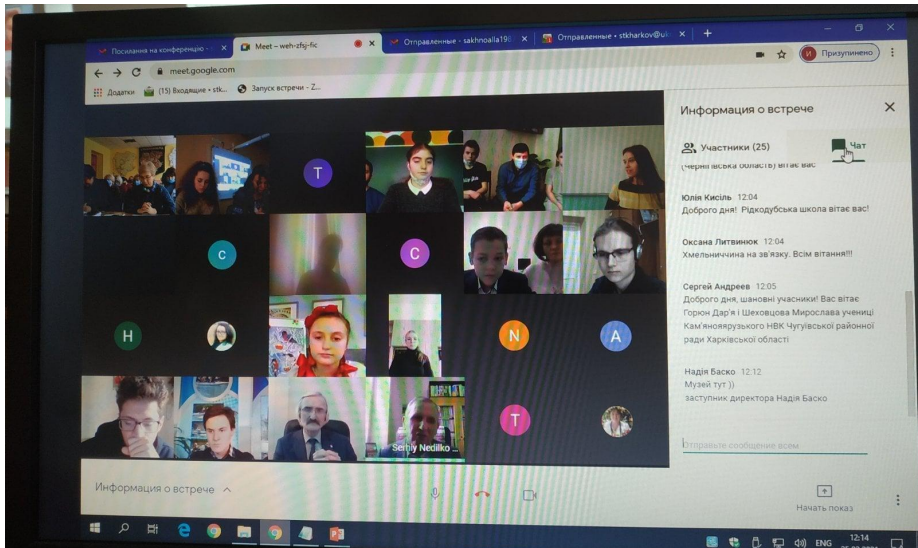 Посилання на конференцію -
Meet – weh-zfsj-fic
Отправленные - sakhnoalla198
Отправленные • stkharkov@uk
meet.google.com
И Призупинено
Додатки
(15) Входящие • stk...
Запуск встречи - Z...
Информация о встрече
Участники (25)
Чат
(Чернігівська область) вітає вас
Юлія Кисіль 12:04
Доброго дня! Рідкодубська школа вітає вас!
Оксана Литвинюк 12:04
Хмельниччина на зв'язку. Всім вітання!!!
Сергей Андреев 12:05
Доброго дня, шановні учасники! Вас вітає
Горюн Дар'я і Шеховцова Мирослава учениці
Кам'яноярузького НВК Чугуївської районної
ради Харківської області
Надія Баско 12:12
Музей тут ))
заступник директора Надія Баско
Отправьте сообщение всем
T
C
C
H
N
A
Serhiy Nedilko ...
T
Информация о встрече
Начать показ
ENG
12:14